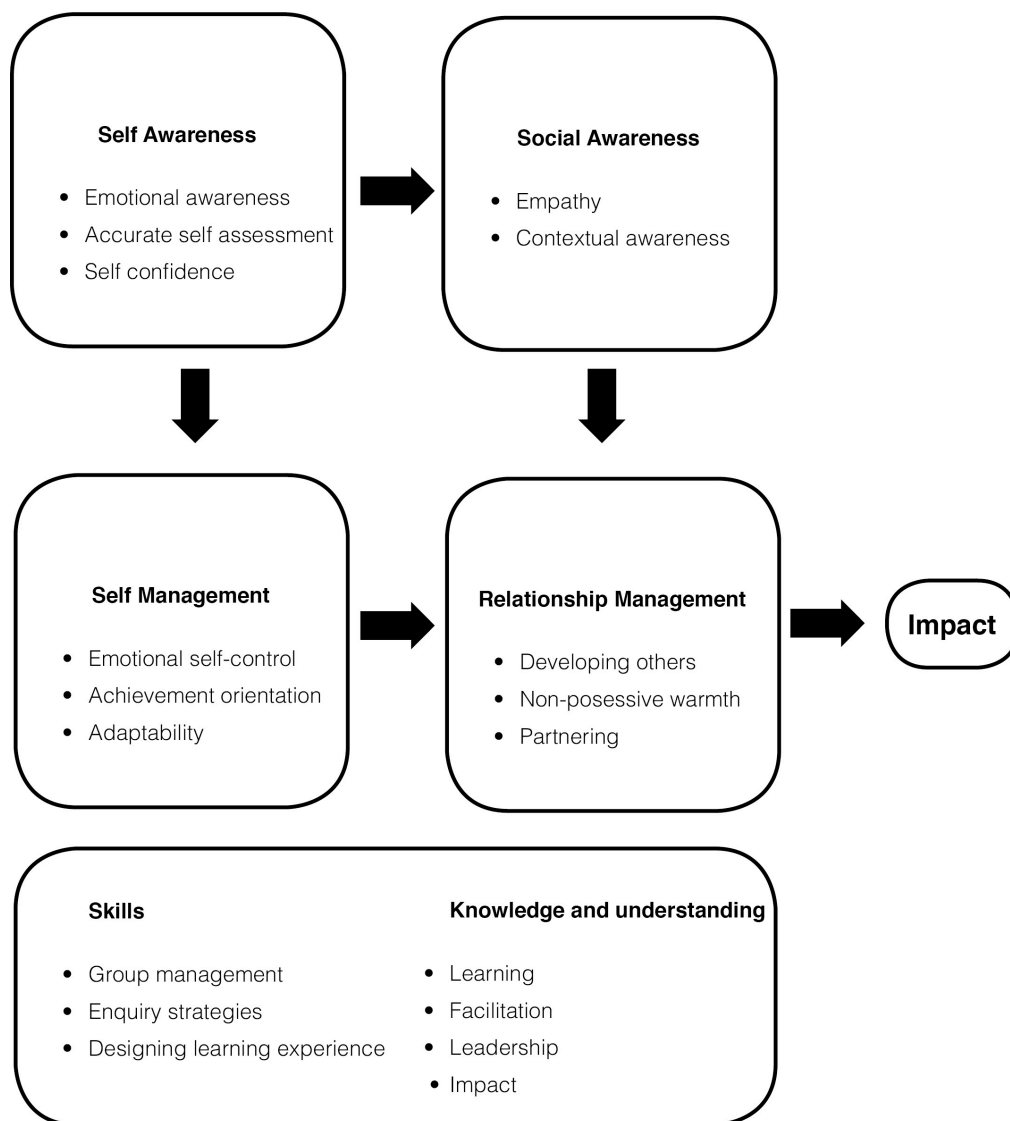 Self Awareness
• Emotional awareness
• Accurate self assessment
• Self confidence
Social Awareness
• Empathy
• Contextual awareness
Self Management
• Emotional self-control
• Achievement orientation
• Adaptability
Relationship Management
• Developing others
• Non-posessive warmth
• Partnering
Impact
Skills
• Group management
• Enquiry strategies
• Designing learning experience
Knowledge and understanding
• Learning
• Facilitation
• Leadership
• Impact